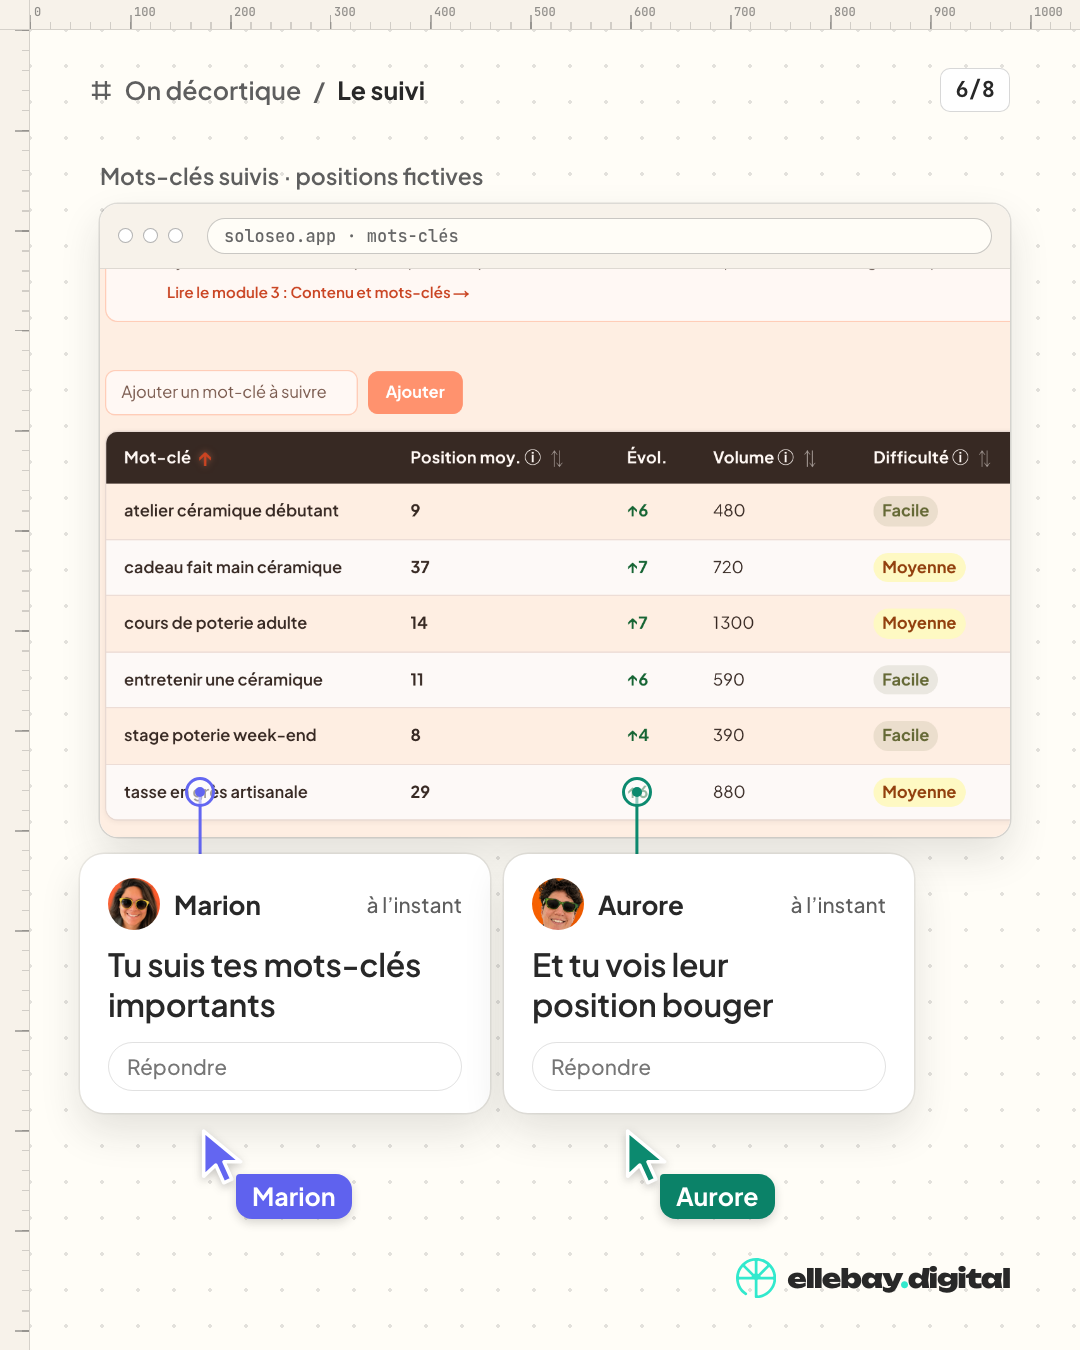 0 100 200 300 400 500 600 700 800 900 1000
On décortique / Le suivi
6/8
Mots-clés suivis · positions fictives
soloseo.app · mots-clés
Lire le module 3 : Contenu et mots-clés →
Ajouter un mot-clé à suivre
Ajouter
Mot-clé ↑ Position moy. ⓘ ↑↓ Évol. Volume ⓘ ↑↓ Difficulté ⓘ ↑↓
atelier céramique débutant 9 ↑6 480 Facile
cadeau fait main céramique 37 ↑7 720 Moyenne
cours de poterie adulte 14 ↑7 1300 Moyenne
entretenir une céramique 11 ↑6 590 Facile
stage poterie week-end 8 ↑4 390 Facile
tasse en grès artisanale 29 880 Moyenne
Marion à l’instant
Tu suis tes mots-clés
importants
Répondre
Aurore à l’instant
Et tu vois leur
position bouger
Répondre
Marion
Aurore
ellebay.digital